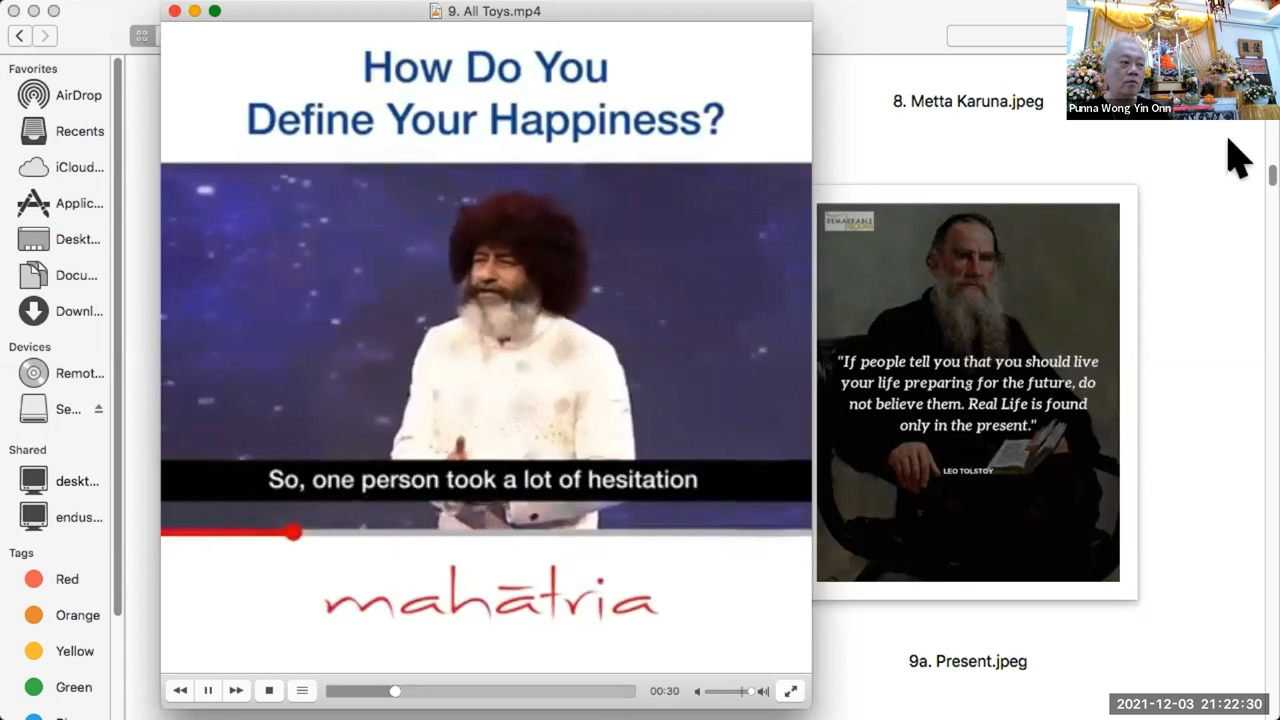 9. All Toys.mp4
How Do You
Define Your Happiness?
So, one person took a lot of hesitation
mahātria
00:30
Favorites
AirDrop
Recents
iCloud...
Applic...
Deskt...
Docu...
Downl...
Devices
Remot...
Se...
Shared
deskt...
endus...
Tags
Red
Orange
Yellow
Green
8. Metta Karuna.jpeg
Punna Wong Yin Onn
REMARKABLE
"If people tell you that you should live
your life preparing for the future, do
not believe them. Real Life is found
only in the present."
LEO TOLSTOY
9a. Present.jpeg
2021-12-03 21:22:30